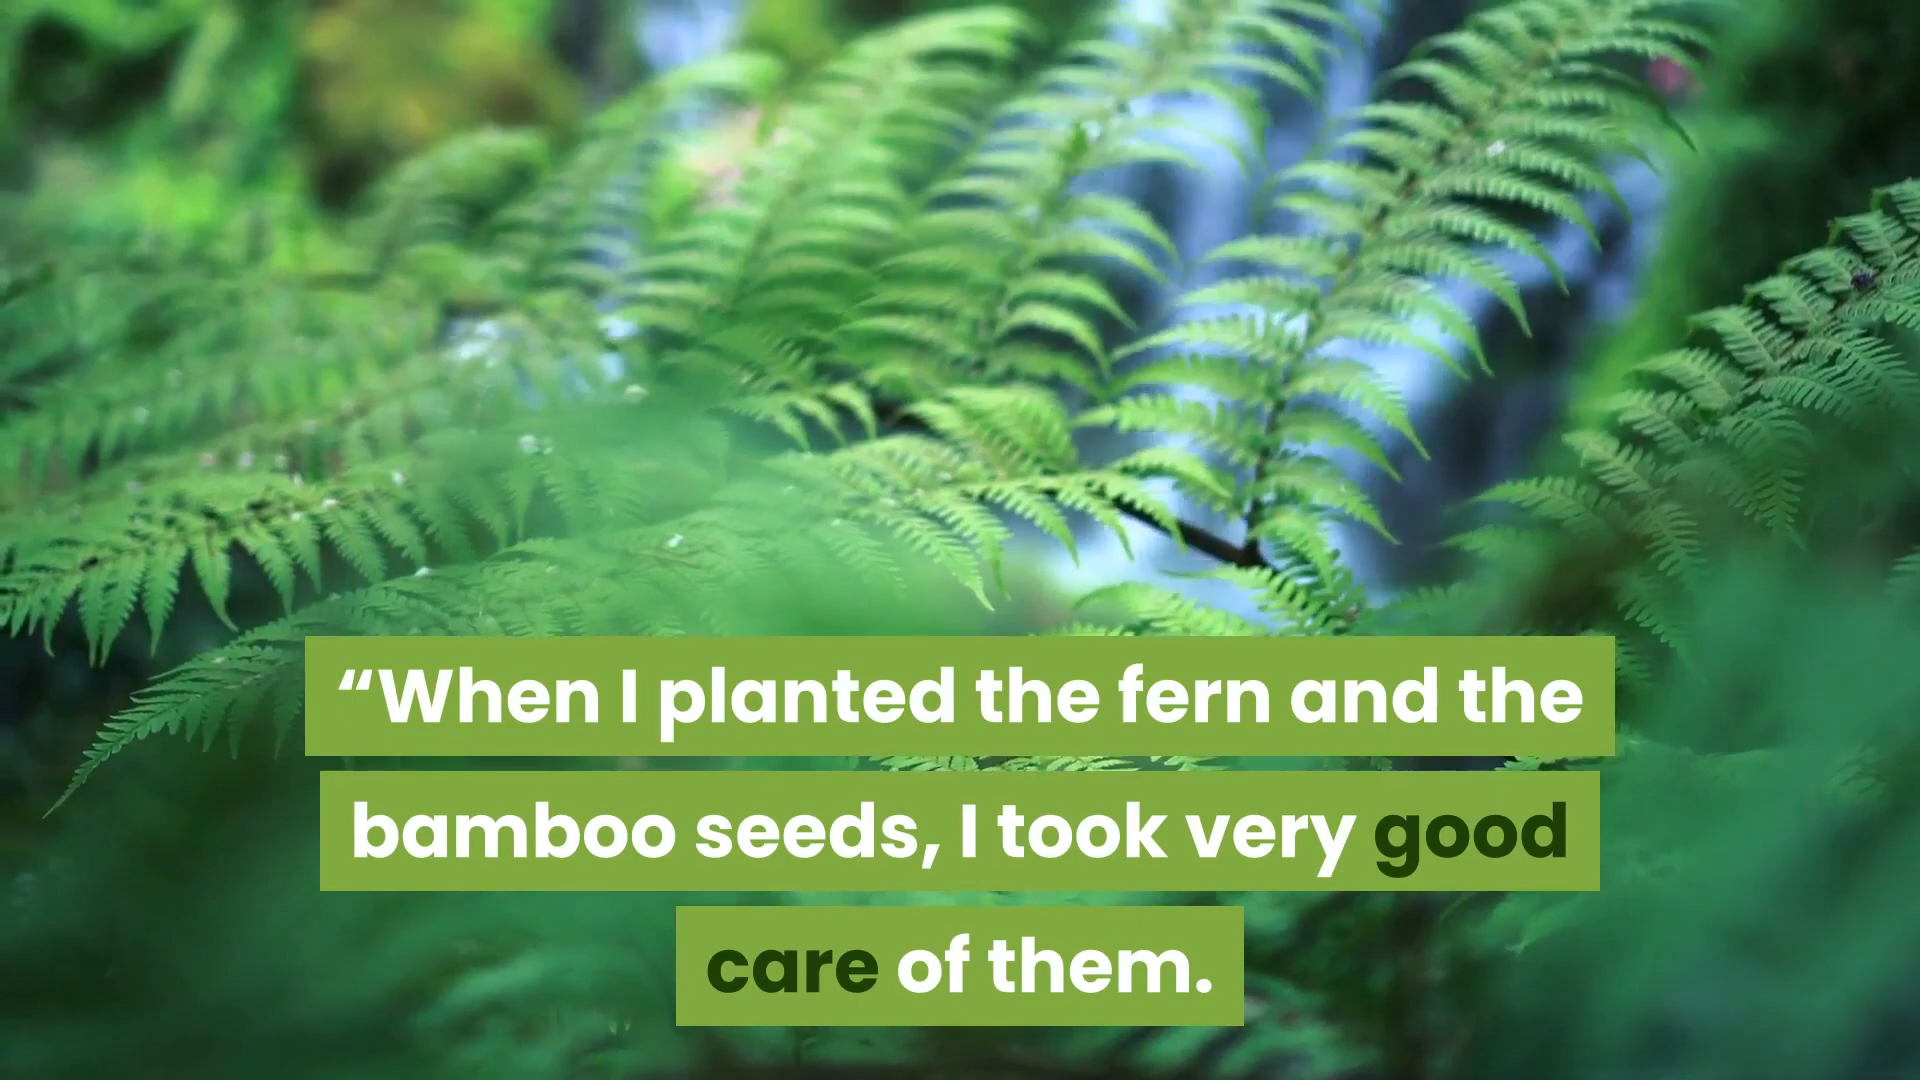 “When I planted the fern and the
bamboo seeds, I took very good
care of them.